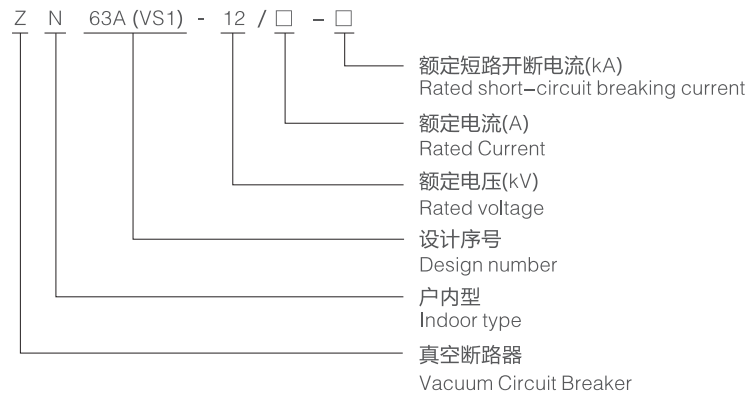 Z N 63A (VS1) - 12 / □ - □
额定短路开断电流(kA)
Rated short-circuit breaking current
额定电流(A)
Rated Current
额定电压(kV)
Rated voltage
设计序号
Design number
户内型
Indoor type
真空断路器
Vacuum Circuit Breaker